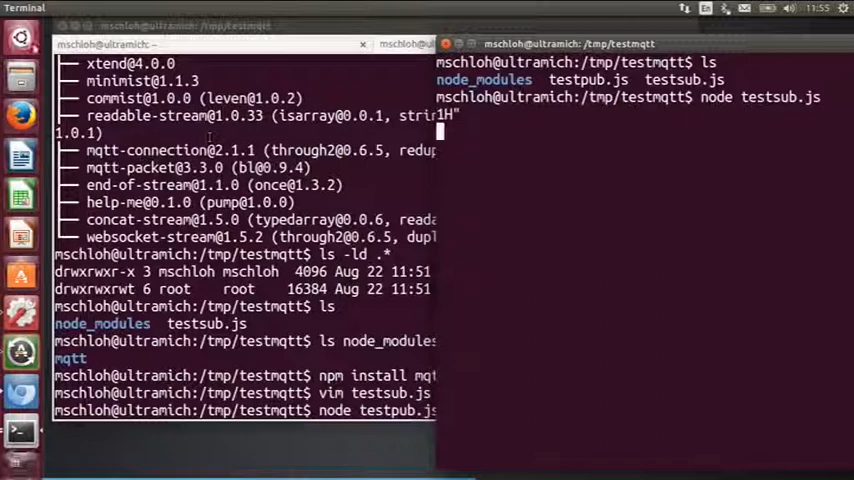 Terminal
En
11:55
mschloh@ultramich:/tmp/testmqtt
mschloh@ultramich: ~
├── xtend@4.0.0
├── minimist@1.1.3
├── commist@1.0.0 (leven@1.0.2)
├── readable-stream@1.0.33 (isarray@0.0.1, strin
1.0.1)
├── mqtt-connection@2.1.1 (through2@0.6.5, redup
├── mqtt-packet@3.3.0 (bl@0.9.4)
├── end-of-stream@1.1.0 (once@1.3.2)
├── help-me@0.1.0 (pump@1.0.0)
├── concat-stream@1.5.0 (typedarray@0.0.6, reada
└── websocket-stream@1.5.2 (through2@0.6.5, dupl
mschloh@ultramich:/tmp/testmqtt$ ls -ld .*
drwxrwxr-x 3 mschloh mschloh 4096 Aug 22 11:51
drwxrwxrwt 6 root root 16384 Aug 22 11:51
mschloh@ultramich:/tmp/testmqtt$ ls
node_modules testsub.js
mschloh@ultramich:/tmp/testmqtt$ ls node_modules
mqtt
mschloh@ultramich:/tmp/testmqtt$ npm install mqt
mschloh@ultramich:/tmp/testmqtt$ vim testsub.js
mschloh@ultramich:/tmp/testmqtt$ node testpub.js
mschloh@ultramich: /tmp/testmqtt
mschloh@ultramich:/tmp/testmqtt$ ls
node_modules testpub.js testsub.js
mschloh@ultramich:/tmp/testmqtt$ node testsub.js
1H"